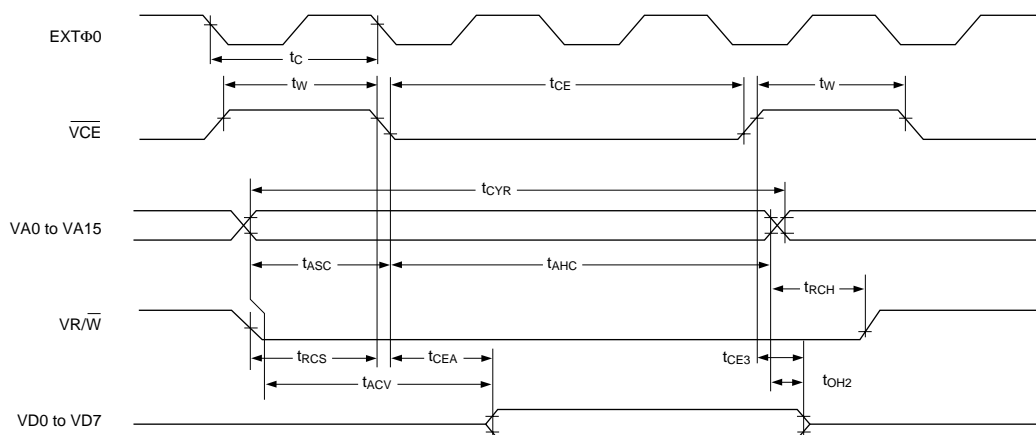 EXTΦ0
tC
tW
tCE
tW
VCE
tCYR
VA0 to VA15
tASC
tAHC
tRCH
VR/W
tRCS
tCEA
tCE3
tACV
tOH2
VD0 to VD7